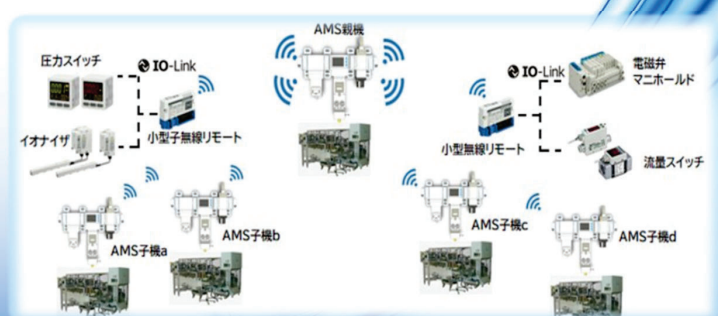 AMS親機
圧力スイッチ
IO-Link
小型子無線リモート
イオナイザ
IO-Link
電磁弁
マニホールド
小型無線リモート
流量スイッチ
AMS子機a
AMS子機b
AMS子機c
AMS子機d